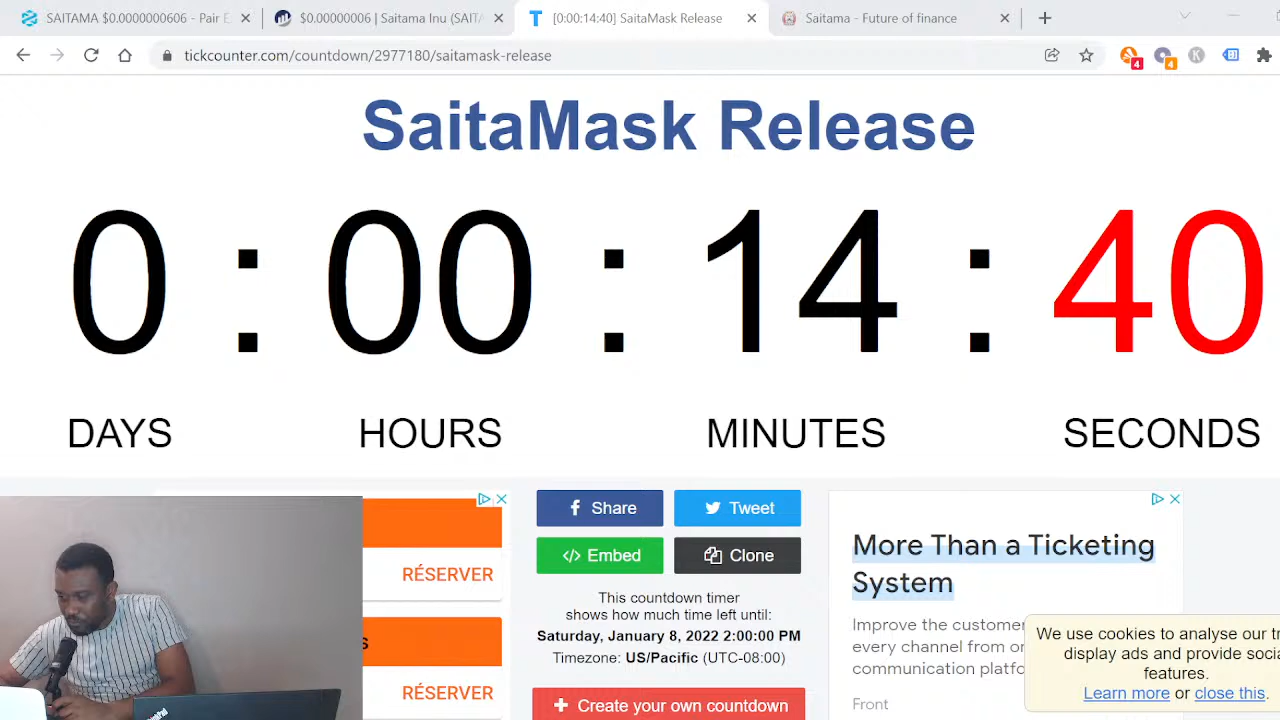 SAITAMA $0.0000000606 - Pair E
$0.00000006 | Saitama Inu (SAIT
[0:00:14:40] SaitaMask Release
Saitama - Future of finance
tickcounter.com/countdown/2977180/saitamask-release
4
4
K
SaitaMask Release
0 : 00 : 14 : 40
DAYS HOURS MINUTES SECONDS
RÉSERVER
S
RÉSERVER
Share
Tweet
Embed
Clone
This countdown timer
shows how much time left until:
Saturday, January 8, 2022 2:00:00 PM
Timezone: US/Pacific (UTC-08:00)
Create your own countdown
More Than a Ticketing
System
Improve the customer
every channel from or
communication platfo
Front
We use cookies to analyse our t
display ads and provide socia
features.
Learn more or close this.